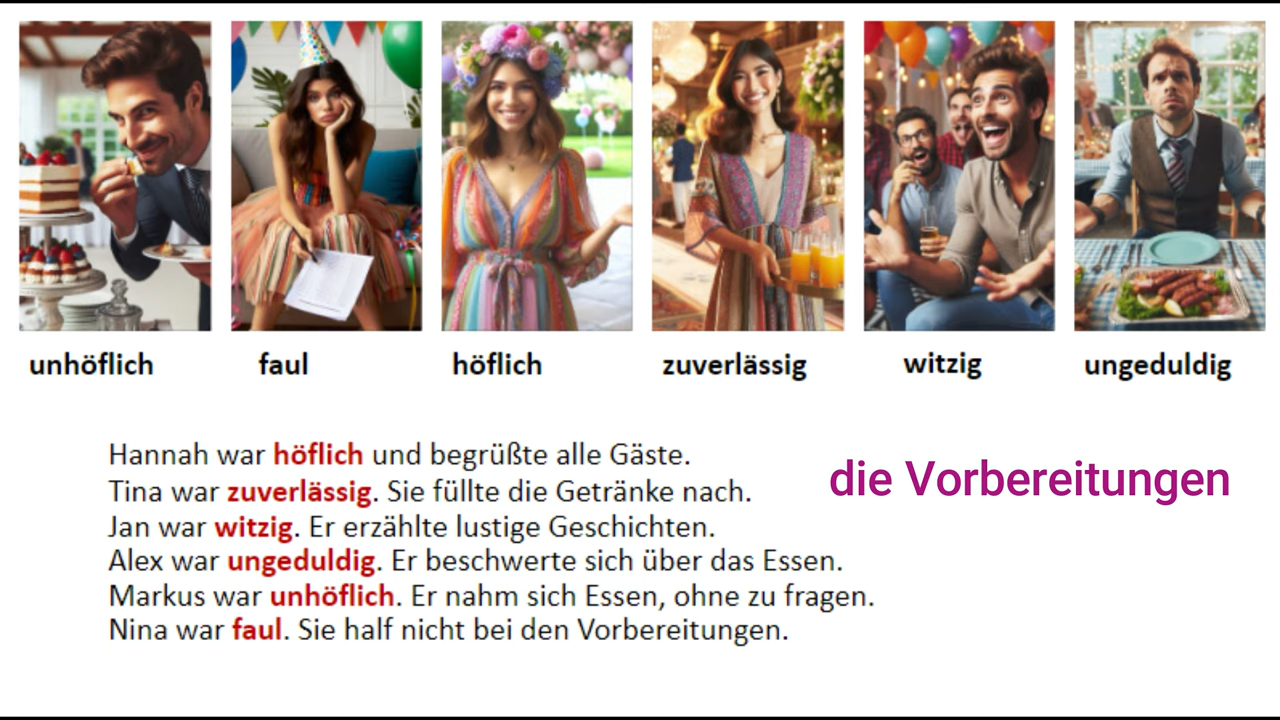 unhöflich faul höflich zuverlässig witzig ungeduldig
Hannah war höflich und begrüßte alle Gäste.
Tina war zuverlässig. Sie füllte die Getränke nach.
Jan war witzig. Er erzählte lustige Geschichten.
Alex war ungeduldig. Er beschwerte sich über das Essen.
Markus war unhöflich. Er nahm sich Essen, ohne zu fragen.
Nina war faul. Sie half nicht bei den Vorbereitungen.
die Vorbereitungen